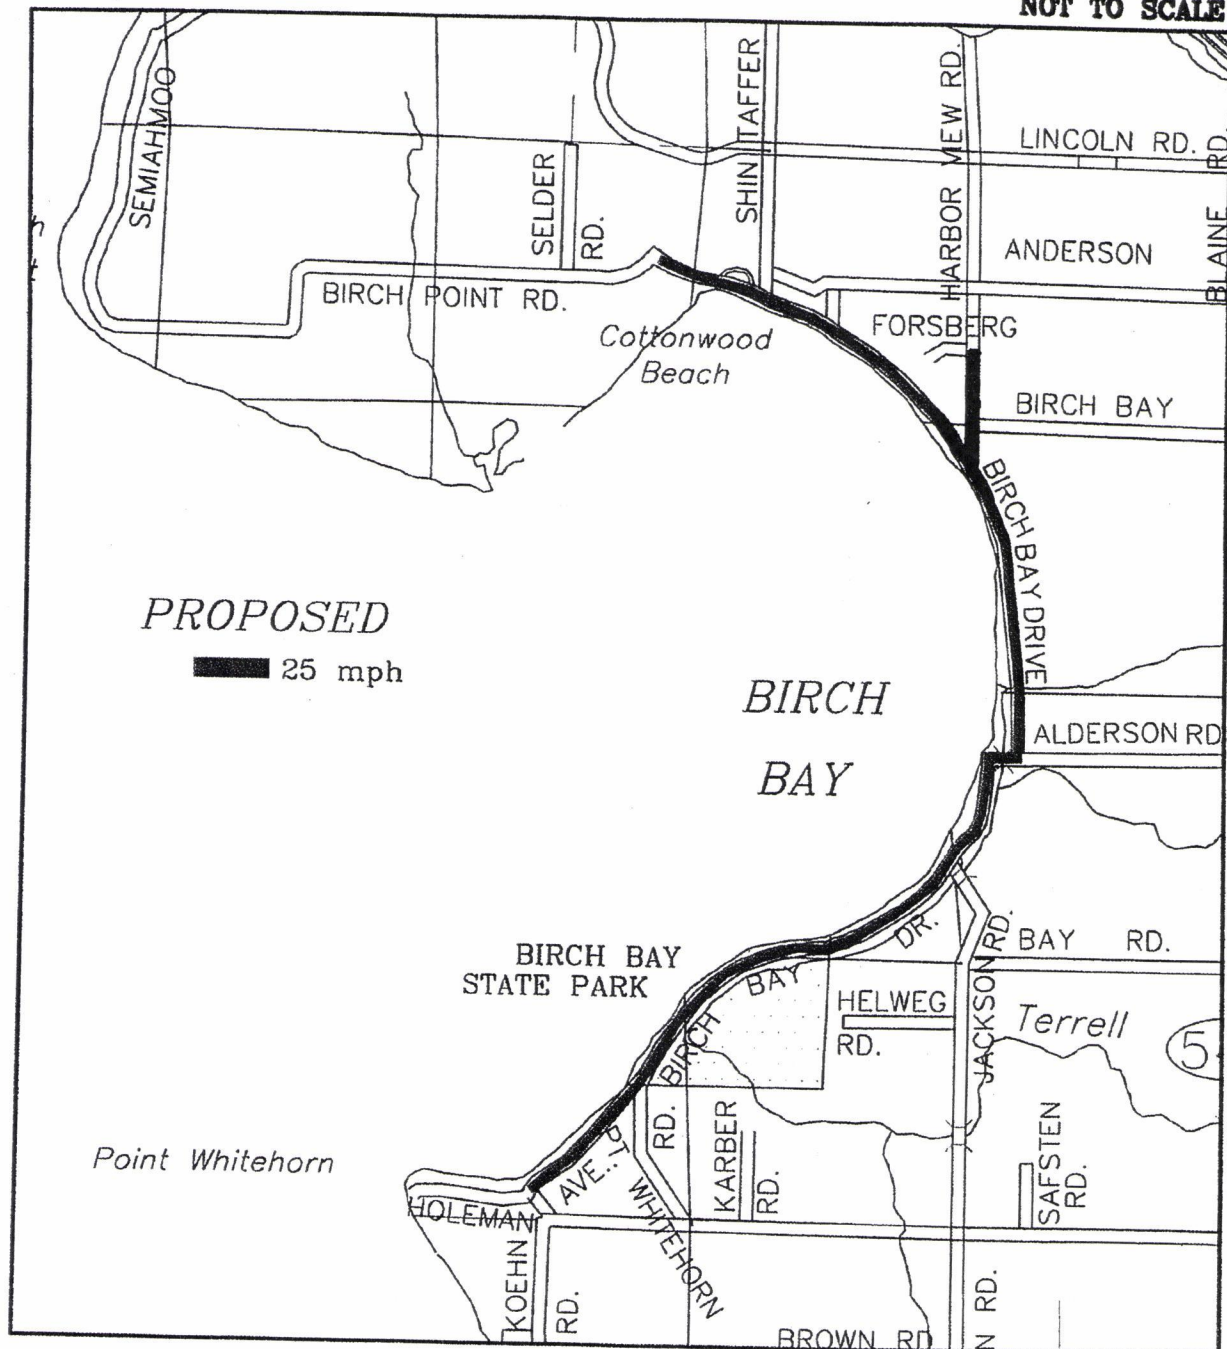 NOT TO SCALE
SEMIAHMOO
SELDER
RD.
SHIN TAFFER
HARBOR VIEW RD.
LINCOLN RD.
BLAINE RD.
ANDERSON
BIRCH POINT RD.
Cottonwood
Beach
FORSBERG
BIRCH BAY
BIRCH BAY DRIVE
PROPOSED
25 mph
BIRCH
BAY
ALDERSON RD
BIRCH BAY
STATE PARK
BIRCH BAY DR.
JACKSON RD.
BAY RD.
HELWEG
RD.
Terrell
5
Point Whitehorn
HOLEMAN AVE.
PT. WHITEHORN RD.
KARBER
RD.
SAFSTEN
RD.
KOEHN
RD.
BROWN RD
N RD.